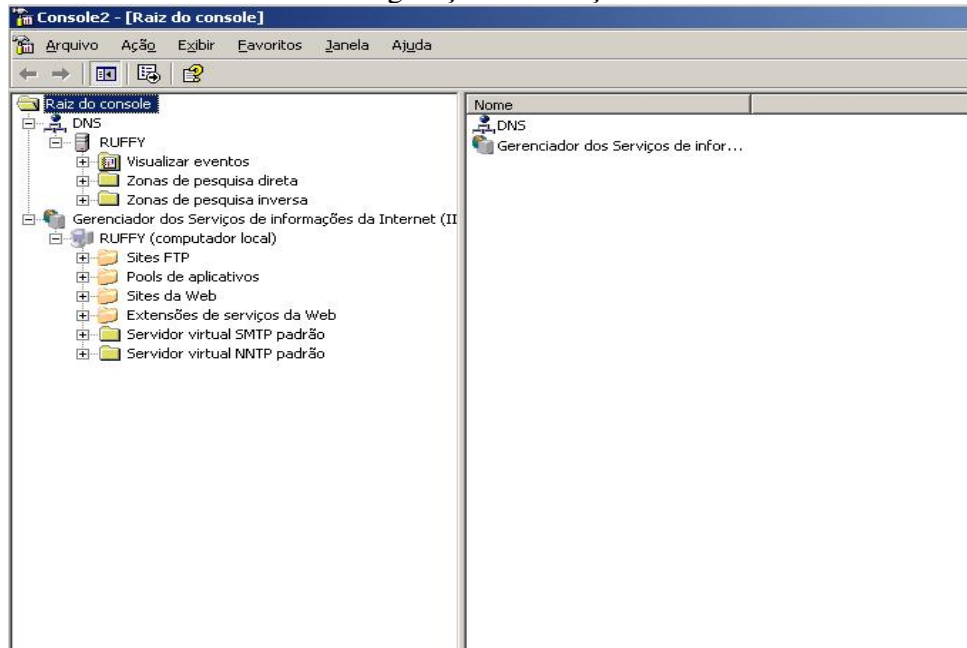 Console2 - [Raiz do console]
Arquivo Ação Exibir Favoritos Janela Ajuda
Raiz do console
DNS
RUFFY
Visualizar eventos
Zonas de pesquisa direta
Zonas de pesquisa inversa
Gerenciador dos Serviços de informações da Internet (II
RUFFY (computador local)
Sites FTP
Pools de aplicativos
Sites da Web
Extensões de serviços da Web
Servidor virtual SMTP padrão
Servidor virtual NNTP padrão
Nome
DNS
Gerenciador dos Serviços de infor...